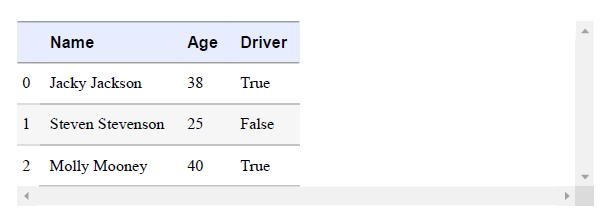 Name Age Driver
0 Jacky Jackson 38 True
1 Steven Stevenson 25 False
2 Molly Mooney 40 True